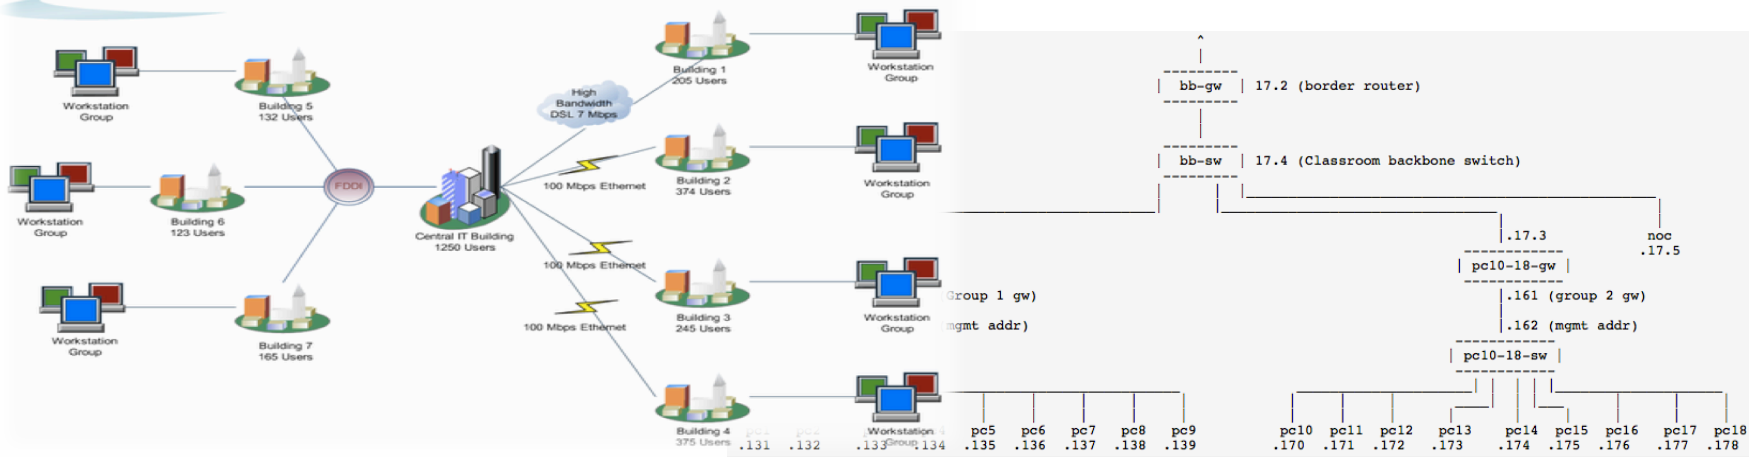 Workstation
Group
Building 5
132 Users
Workstation
Group
Building 6
123 Users
FDDI
Workstation
Group
Building 7
165 Users
Central IT Building
1250 Users
High
Bandwidth
DSL 7 Mbps
100 Mbps Ethernet
100 Mbps Ethernet
100 Mbps Ethernet
Building 1
205 Users
Workstation
Group
Building 2
374 Users
Workstation
Group
Building 3
245 Users
Workstation
Group
Building 4
375 Users
Workstation
Group
^
bb-gw 17.2 (border router)
bb-sw 17.4 (Classroom backbone switch)
.17.3
noc
.17.5
pc10-18-gw
Group 1 gw)
.161 (group 2 gw)
mgmt addr)
.162 (mgmt addr)
pc10-18-sw
pc5 pc6 pc7 pc8 pc9 pc10 pc11 pc12 pc13 pc14 pc15 pc16 pc17 pc18
.131 .132 .133 .134 .135 .136 .137 .138 .139 .170 .171 .172 .173 .174 .175 .176 .177 .178